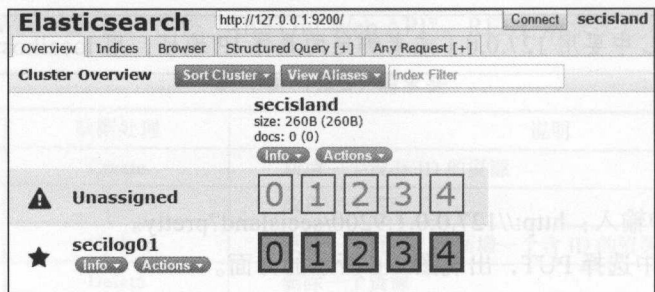 Elasticsearch http://127.0.0.1:9200/ Connect secisland
Overview Indices Browser Structured Query [+] Any Request [+]
Cluster Overview Sort Cluster View Aliases Index Filter
secisland
size: 260B (260B)
docs: 0 (0)
Info Actions
Unassigned 0 1 2 3 4
secilog01 0 1 2 3 4
Info Actions